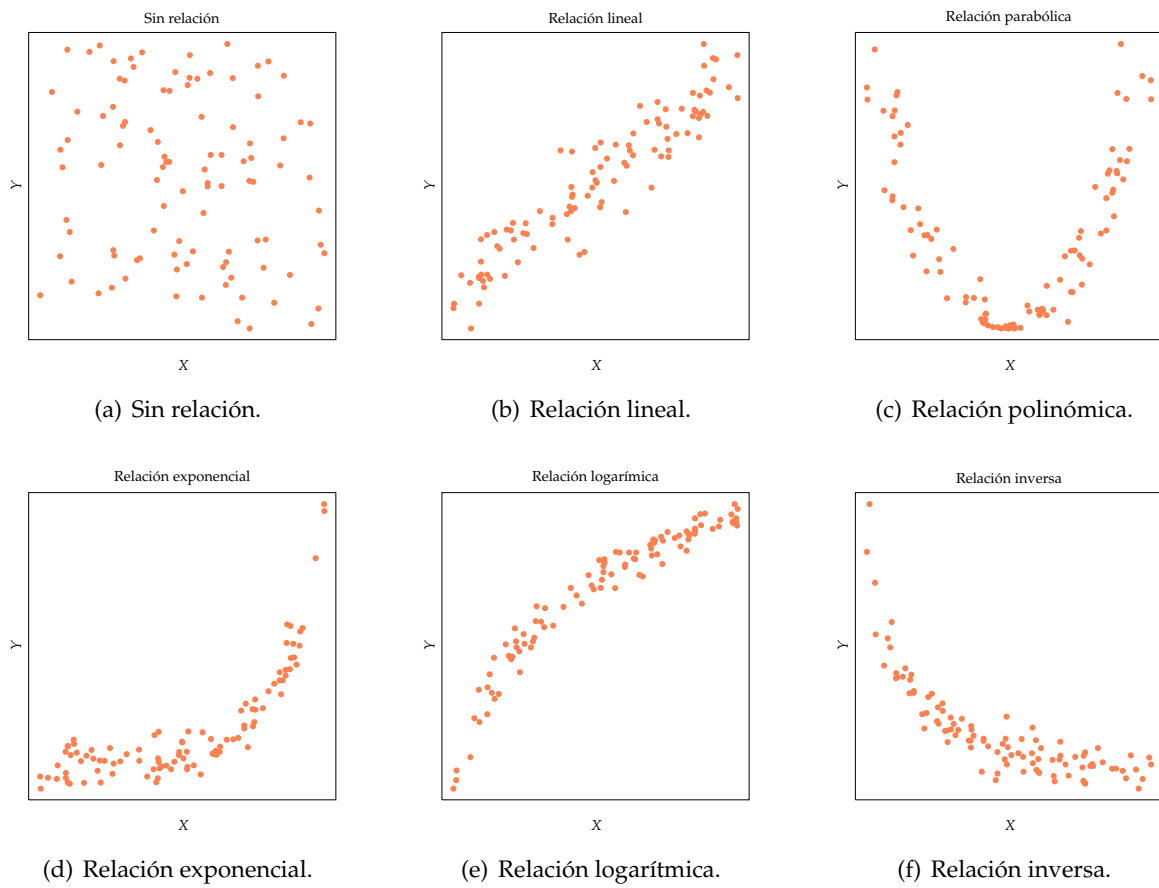 Sin relación
Relación lineal
Relación parabólica
Y
Y
Y
X
X
X
(a) Sin relación.
(b) Relación lineal.
(c) Relación polinómica.
Relación exponencial
Relación logarímica
Relación inversa
Y
Y
Y
X
X
X
(d) Relación exponencial.
(e) Relación logarítmica.
(f) Relación inversa.